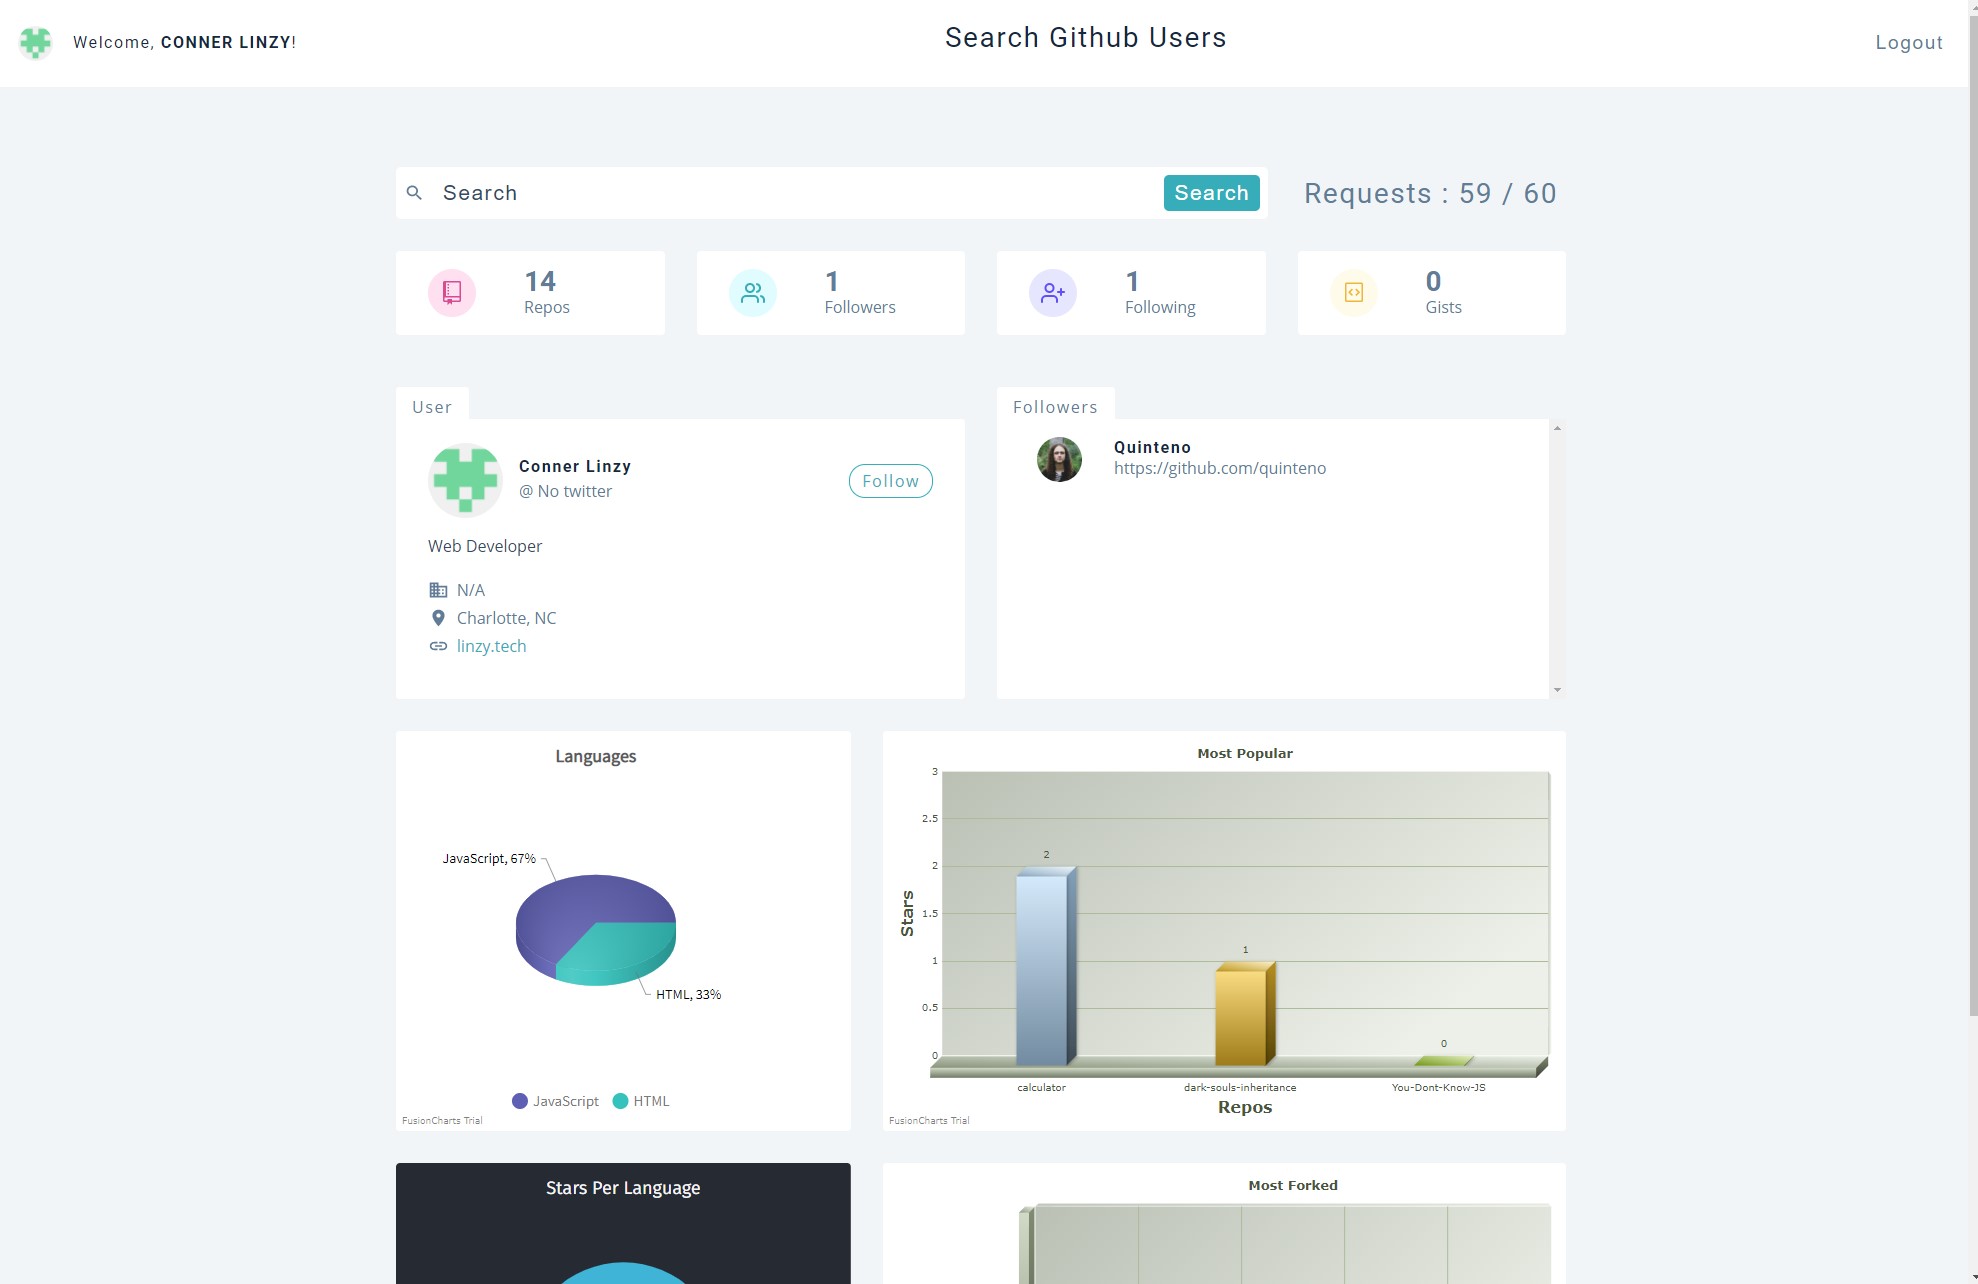 Welcome, CONNER LINZY!
Search Github Users
Logout
Search
Search
Requests : 59 / 60
14
Repos
1
Followers
1
Following
0
Gists
User
Conner Linzy
@ No twitter
Follow
Web Developer
N/A
Charlotte, NC
linzy.tech
Followers
Quinteno
https://github.com/quinteno
Languages
JavaScript, 67%
HTML, 33%
JavaScript
HTML
FusionCharts Trial
Most Popular
3
2.5
2
1.5
1
0.5
0
Stars
2
1
0
calculator
dark-souls-inheritance
You-Dont-Know-JS
Repos
FusionCharts Trial
Stars Per Language
Most Forked